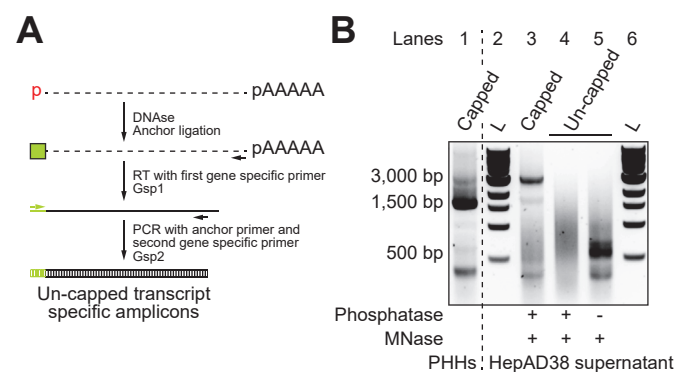 A
p
pAAAAA
DNAse
Anchor ligation
pAAAAA
RT with first gene specific primer
Gsp1
PCR with anchor primer and
second gene specific primer
Gsp2
Un-capped transcript
specific amplicons
B
Lanes 1 2 3 4 5 6
Capped L Capped Un-capped L
3,000 bp
1,500 bp
500 bp
Phosphatase + + -
MNase + + +
PHHs HepAD38 supernatant